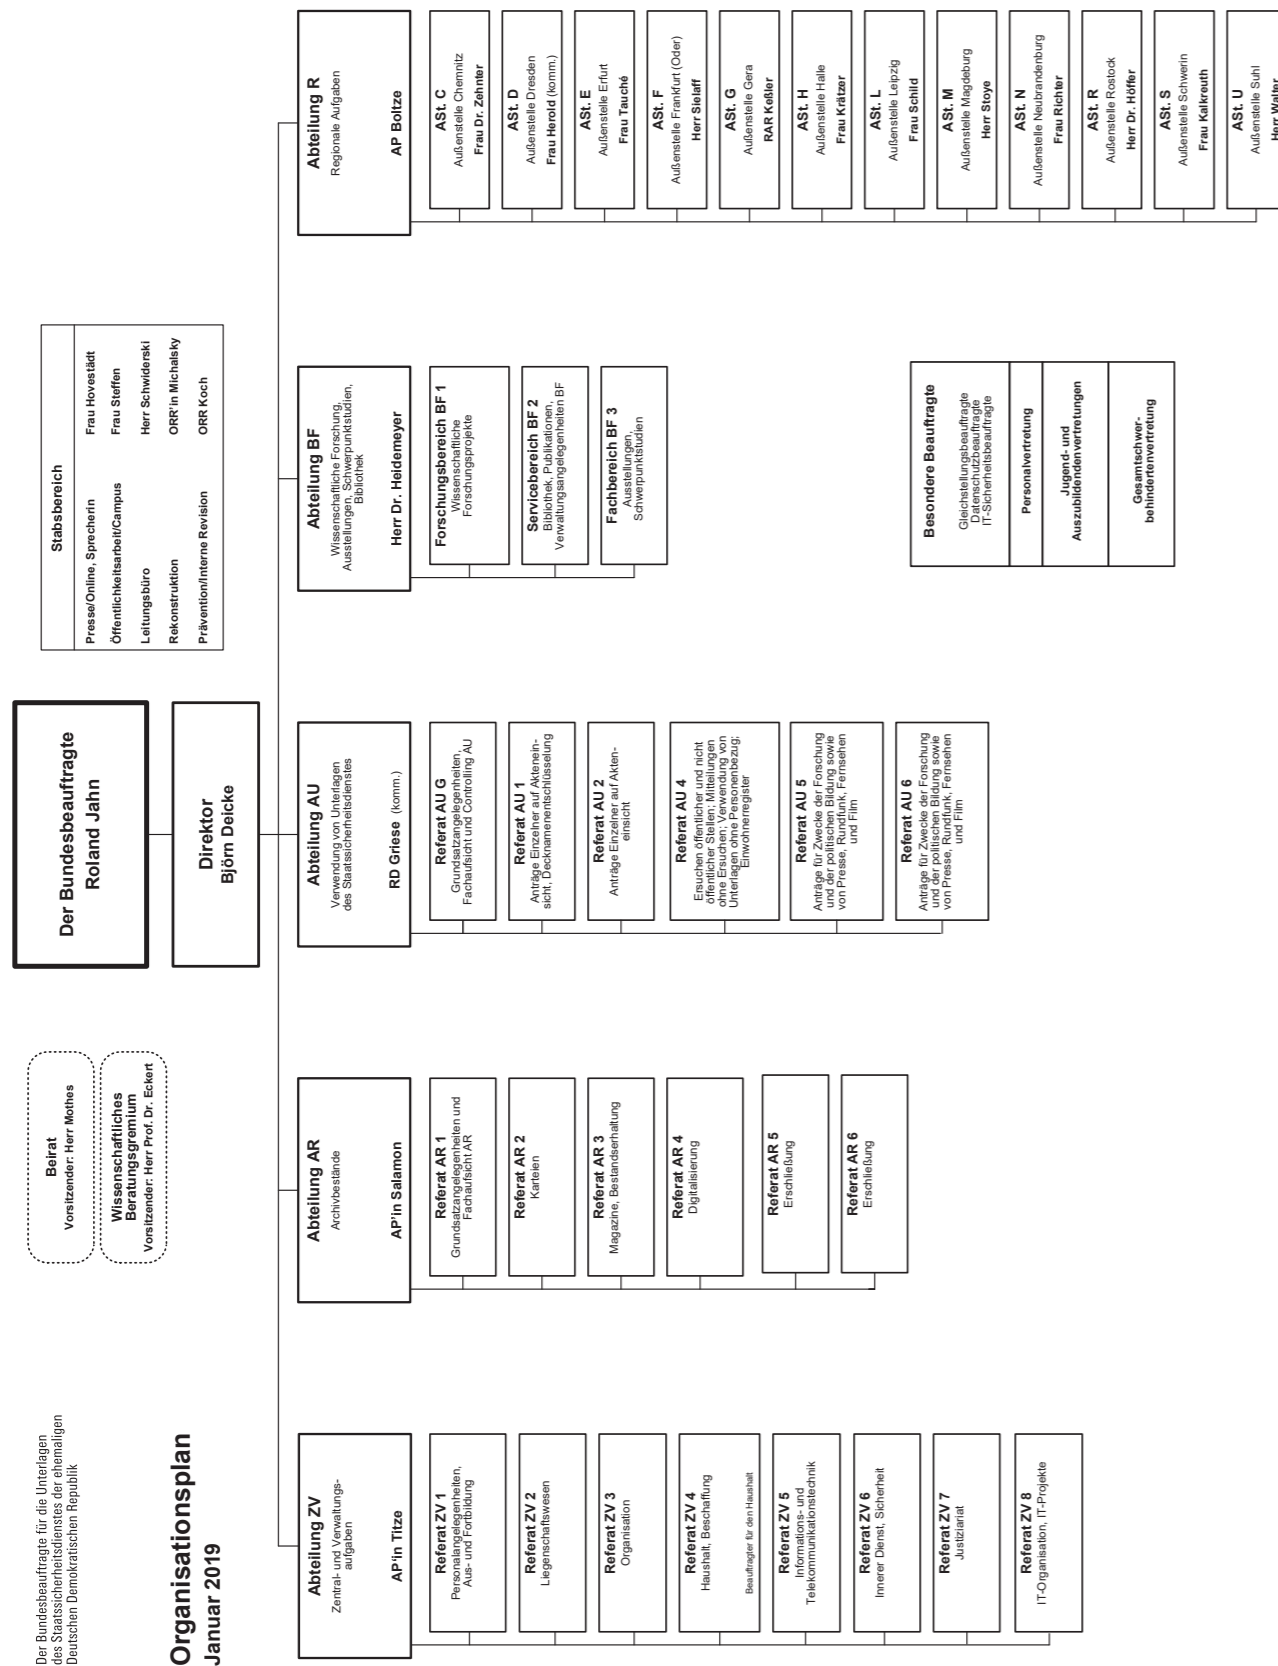 Der Bundesbeauftragte für die Unterlagen
des Staatssicherheitsdienstes der ehemaligen
Deutschen Demokratischen Republik
Organisationsplan
Januar 2019
Beirat
Vorsitzender: Herr Mothes
Wissenschaftliches
Beratungsgremium
Vorsitzender: Herr Prof. Dr. Eckert
Der Bundesbeauftragte
Roland Jahn
Direktor
Björn Deicke
Stabsbereich
Presse/Online, Sprecherin Frau Hovestädt
Öffentlichkeitsarbeit/Campus Frau Steffen
Leitungsbüro Herr Schwiderski
Rekonstruktion ORR'in Michalsky
Prävention/Interne Revision ORR Koch
Abteilung ZV
Zentral- und Verwaltungs-
aufgaben
AP'in Titze
Referat ZV 1
Personalangelegenheiten,
Aus- und Fortbildung
Referat ZV 2
Liegenschaftswesen
Referat ZV 3
Organisation
Referat ZV 4
Haushalt, Beschaffung
Beauftragter für den Haushalt
Referat ZV 5
Informations- und
Telekommunikationstechnik
Referat ZV 6
Innerer Dienst, Sicherheit
Referat ZV 7
Justiziariat
Referat ZV 8
IT-Organisation, IT-Projekte
Abteilung AR
Archivbestände
AP'in Salamon
Referat AR 1
Grundsatzangelegenheiten und
Fachaufsicht AR
Referat AR 2
Karteien
Referat AR 3
Magazine, Bestandserhaltung
Referat AR 4
Digitalisierung
Referat AR 5
Erschließung
Referat AR 6
Erschließung
Abteilung AU
Verwendung von Unterlagen
des Staatssicherheitsdienstes
RD Griese (komm.)
Referat AU G
Grundsatzangelegenheiten,
Fachaufsicht und Controlling AU
Referat AU 1
Anträge Einzelner auf Aktenein-
sicht, Decknamenentschlüsselung
Referat AU 2
Anträge Einzelner auf Akten-
einsicht
Referat AU 4
Ersuchen öffentlicher und nicht
öffentlicher Stellen; Mitteilungen
ohne Ersuchen; Verwendung von
Unterlagen ohne Personenbezug;
Einwohnerregister
Referat AU 5
Anträge für Zwecke der Forschung
und der politischen Bildung sowie
von Presse, Rundfunk, Fernsehen
und Film
Referat AU 6
Anträge für Zwecke der Forschung
und der politischen Bildung sowie
von Presse, Rundfunk, Fernsehen
und Film
Abteilung BF
Wissenschaftliche Forschung,
Ausstellungen, Schwerpunktstudien,
Bibliothek
Herr Dr. Heidemeyer
Forschungsbereich BF 1
Wissenschaftliche
Forschungsprojekte
Servicebereich BF 2
Bibliothek, Publikationen,
Verwaltungsangelegenheiten BF
Fachbereich BF 3
Ausstellungen,
Schwerpunktstudien
Besondere Beauftragte
Gleichstellungsbeauftragte
Datenschutzbeauftragte
IT-Sicherheitsbeauftragte
Personalvertretung
Jugend- und
Auszubildendenvertretungen
Gesamtschwer-
behindertenvertretung
Abteilung R
Regionale Aufgaben
AP Boltze
ASt. C
Außenstelle Chemnitz
Frau Dr. Zehnter
ASt. D
Außenstelle Dresden
Frau Herold (komm.)
ASt. E
Außenstelle Erfurt
Frau Tauché
ASt. F
Außenstelle Frankfurt (Oder)
Herr Sielaff
ASt. G
Außenstelle Gera
RAR Keßler
ASt. H
Außenstelle Halle
Frau Krätzer
ASt. L
Außenstelle Leipzig
Frau Schild
ASt. M
Außenstelle Magdeburg
Herr Stoye
ASt. N
Außenstelle Neubrandenburg
Frau Richter
ASt. R
Außenstelle Rostock
Herr Dr. Höffer
ASt. S
Außenstelle Schwerin
Frau Kalkreuth
ASt. U
Außenstelle Suhl
Herr Walter